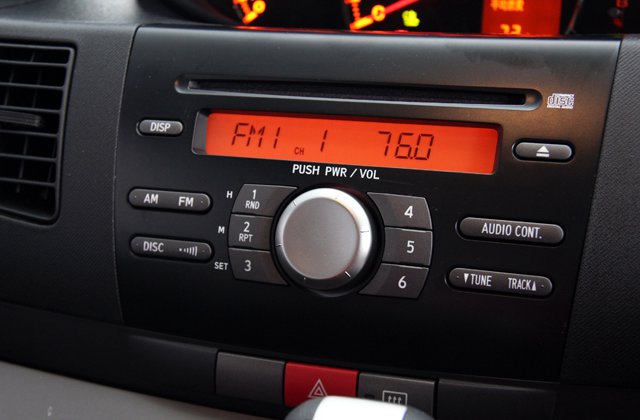 disc
DISP
FM1 CH 1 76.0
PUSH PWR / VOL
AM FM
H 1 RND
4
M 2 RPT
5
AUDIO CONT.
DISC
SET 3
6
▼TUNE TRACK▲